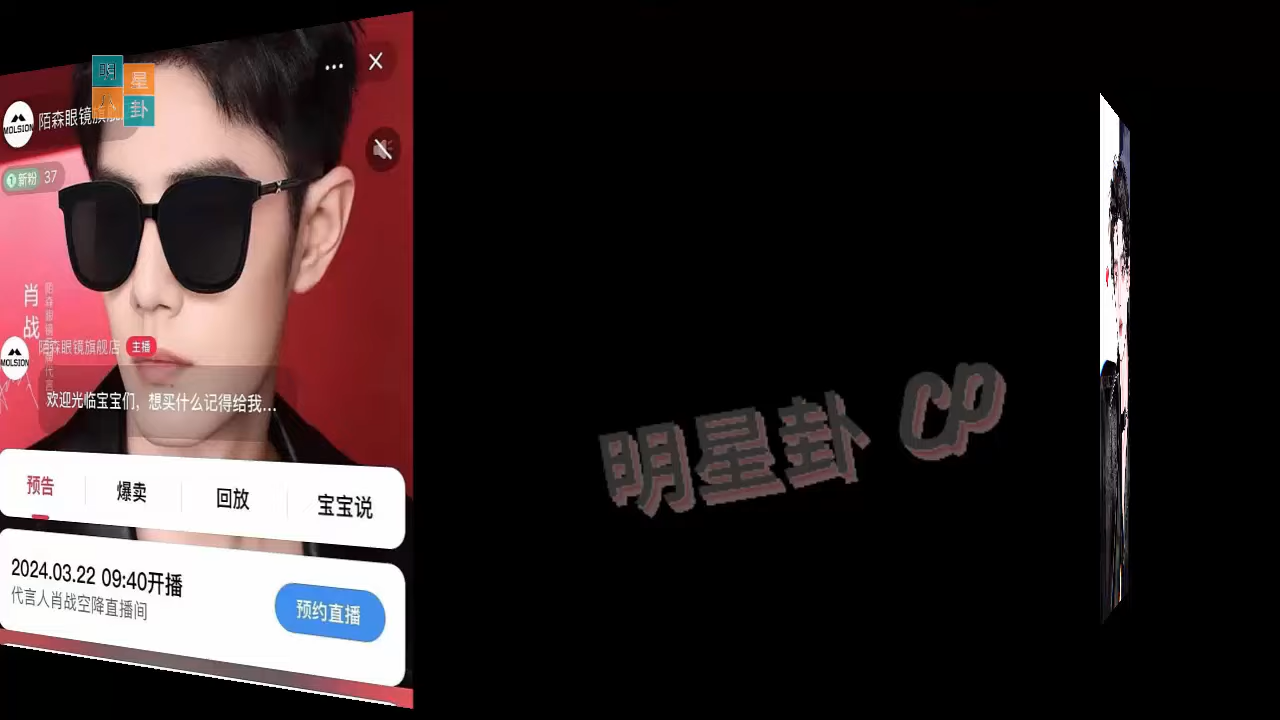 明星
八卦
MOLSION
陌森眼镜旗舰
新粉 37
肖战
MOLSION
陌森眼镜旗舰店 主播
欢迎光临宝宝们，想买什么记得给我...
预告 爆卖 回放 宝宝说
2024.03.22 09:40开播
代言人肖战空降直播间
预约直播
明星卦 CP